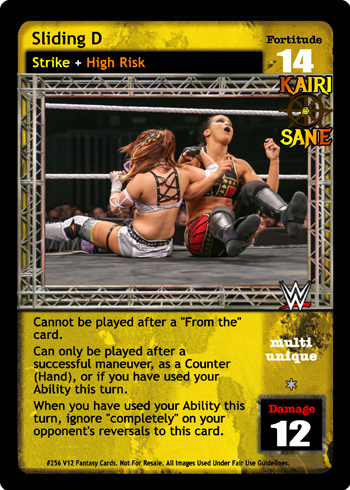 Sliding D
Fortitude
14
Strike + High Risk
KAIRI
SANE
W
Cannot be played after a "From the"
card.
Can only be played after a
successful maneuver, as a Counter
(Hand), or if you have used your
Ability this turn.
When you have used your Ability this
turn, ignore "completely" on your
opponent's reversals to this card.
multi
unique
*
Damage
12
#256 V12 Fantasy Cards. Not For Resale. All Images Used Under Fair Use Guidelines.